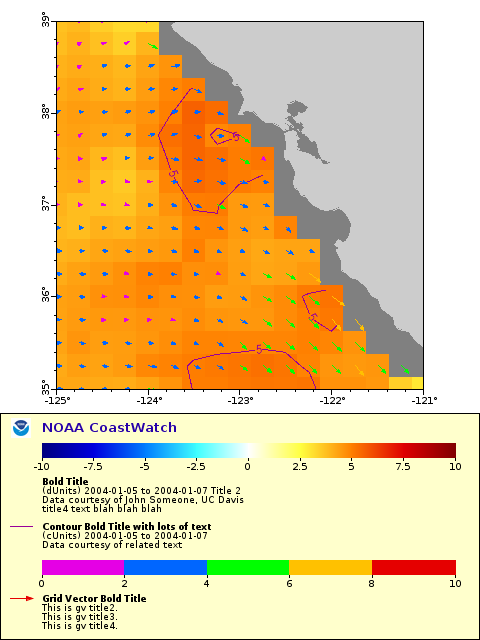 39°
38°
37°
36°
35°
-125°
-124°
-123°
-122°
-121°
5
5
5
5
NOAA CoastWatch
-10 -7.5 -5 -2.5 0 2.5 5 7.5 10
Bold Title
(dUnits) 2004-01-05 to 2004-01-07 Title 2
Data courtesy of John Someone, UC Davis
title4 text blah blah blah
Contour Bold Title with lots of text
(cUnits) 2004-01-05 to 2004-01-07
Data courtesy of related text
0 2 4 6 8 10
Grid Vector Bold Title
This is gv title2.
This is gv title3.
This is gv title4.